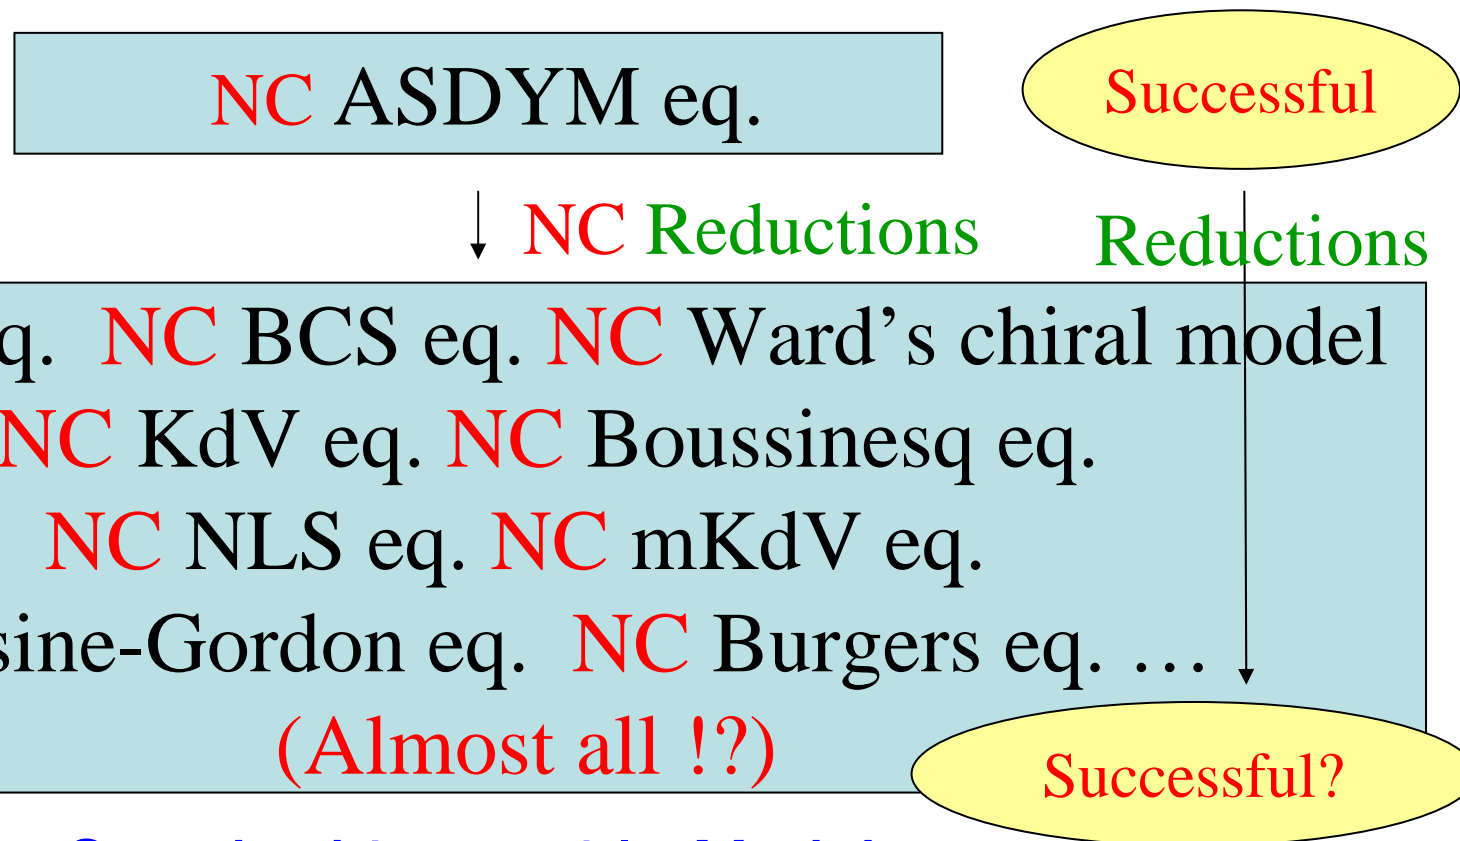 NC ASDYM eq.
Successful
NC Reductions
Reductions
q. NC BCS eq. NC Ward's chiral model
NC KdV eq. NC Boussinesq eq.
NC NLS eq. NC mKdV eq.
sine-Gordon eq. NC Burgers eq. …
(Almost all !?)
Successful?